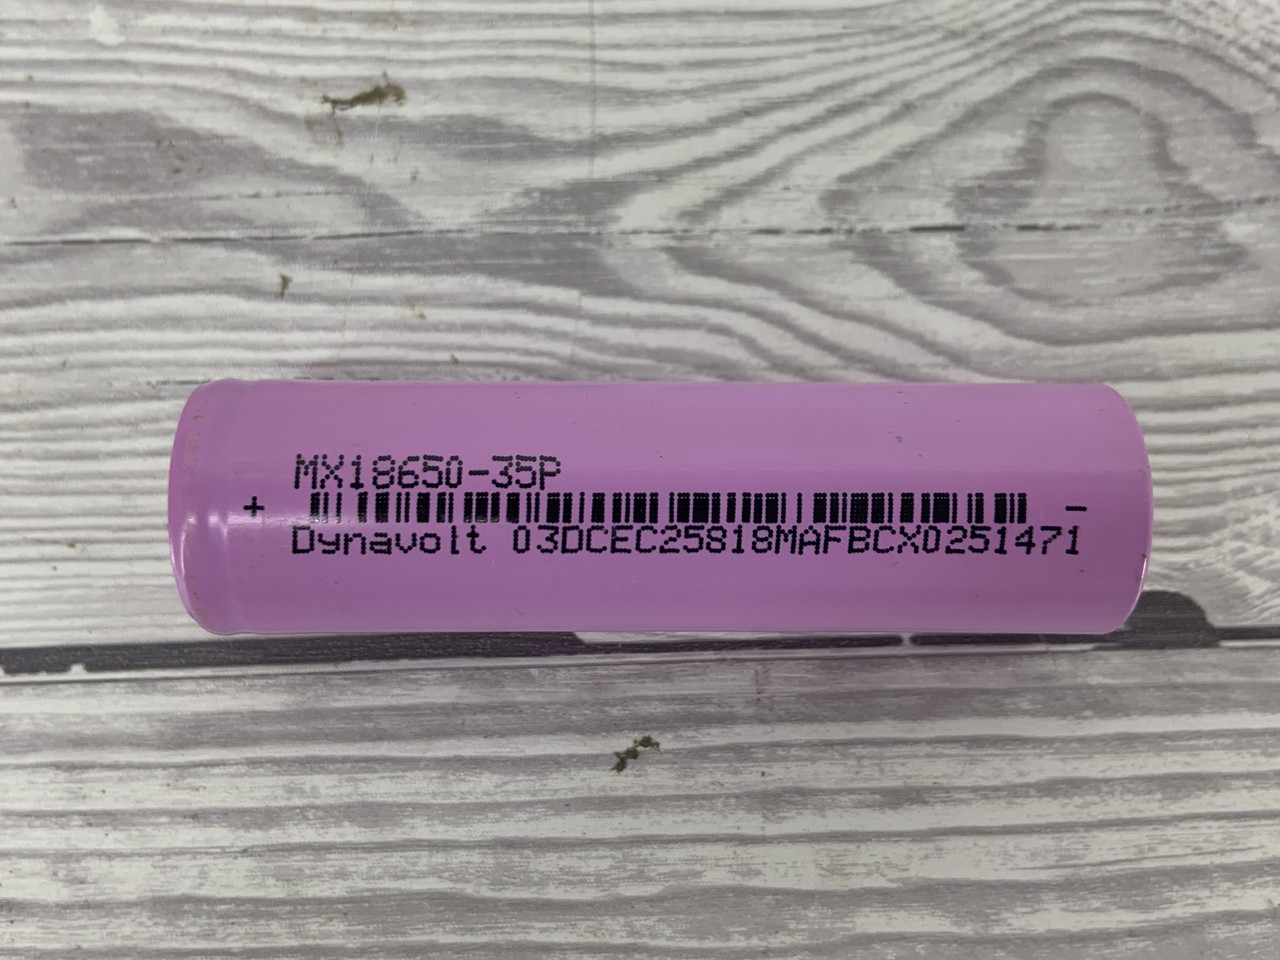 MX18650-35P
+ -
Dynavolt 03DCEC25818MAFBCX0251471